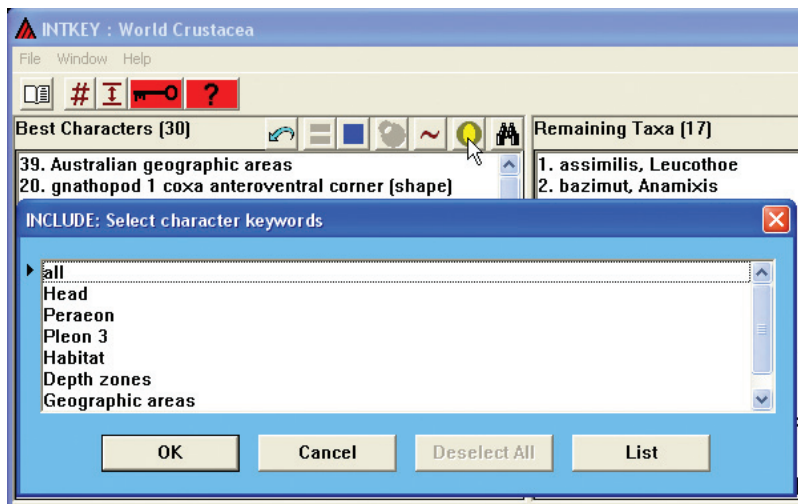 INTKEY : World Crustacea
File Window Help
# ?
Best Characters (30)
~
Remaining Taxa (17)
39. Australian geographic areas
20. gnathopod 1 coxa anteroventral corner (shape)
1. assimilis, Leucothoe
2. bazimut, Anamixis
INCLUDE: Select character keywords
all
Head
Peraeon
Pleon 3
Habitat
Depth zones
Geographic areas
OK Cancel Deselect All List